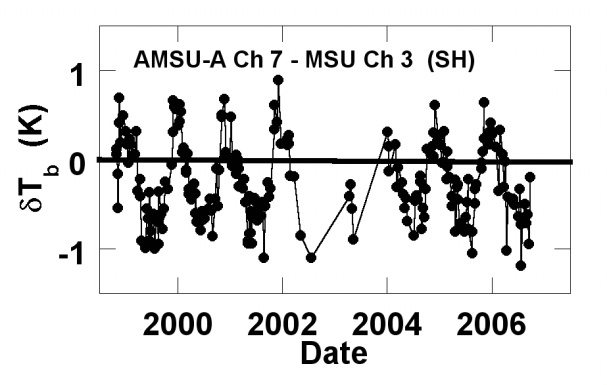 AMSU-A Ch 7 - MSU Ch 3 (SH)
δT_b (K)
1
0
-1
2000 2002 2004 2006
Date